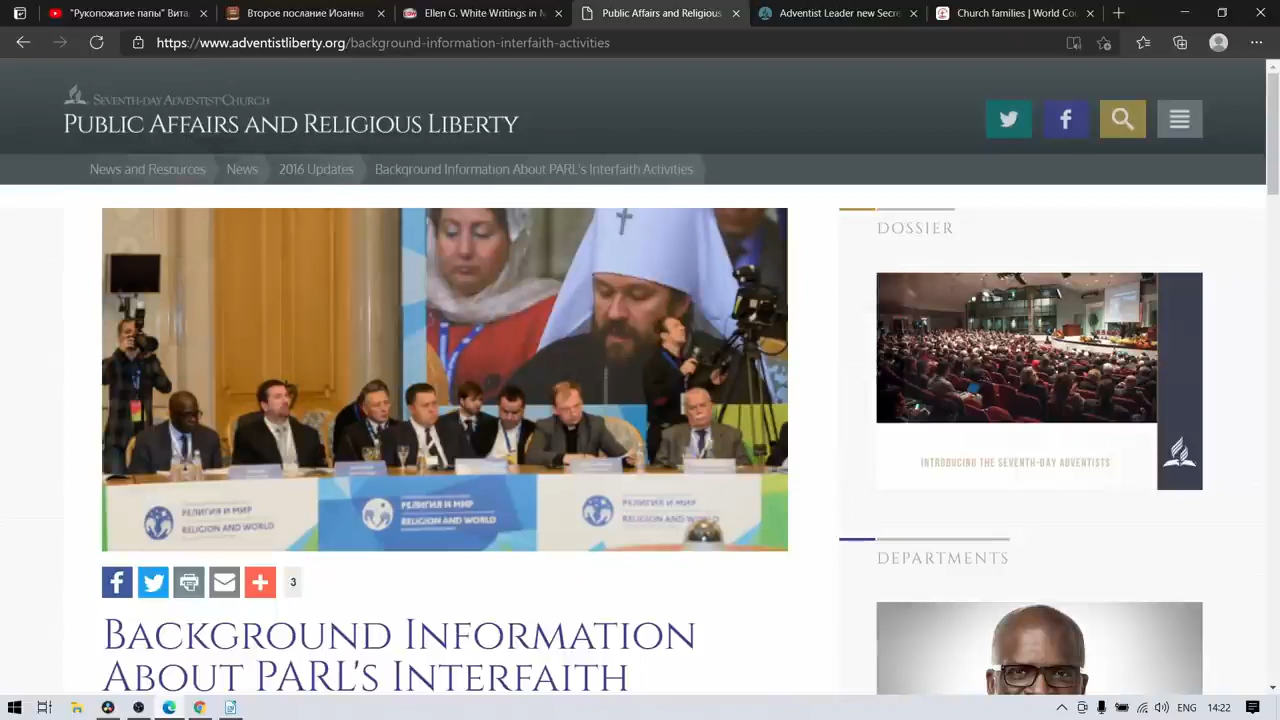 "Рукопожатие папы" Вита
Второе послание Иоанна
Ellen G. White Writings in M
Public Affairs and Religious
Adventist Leader new Secre
Church families | World Co
https://www.adventistliberty.org/background-information-interfaith-activities
Seventh-day Adventist Church
Public Affairs and Religious Liberty
News and Resources
News
2016 Updates
Background Information About PARL's Interfaith Activities
DOSSIER
INTRODUCING THE SEVENTH-DAY ADVENTISTS
РЕЛИГИЯ И МИР
RELIGION AND WORLD
РЕЛИГИЯ И МИР
RELIGION AND WORLD
РЕЛИГИЯ И МИР
RELIGION AND WORLD
DEPARTMENTS
3
Background Information
About PARL's Interfaith
ENG
14:22